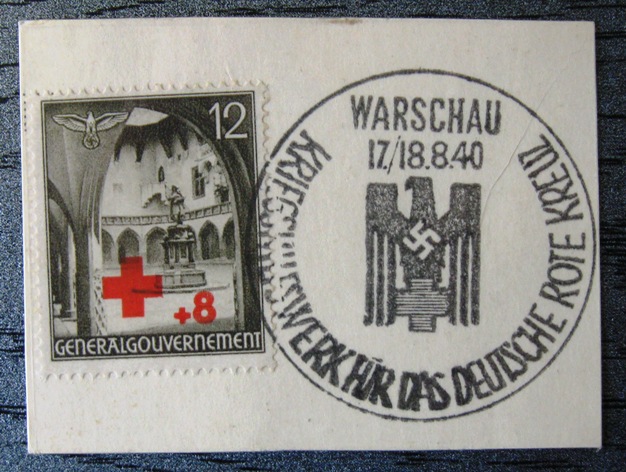 12
+8
GENERALGOUVERNEMENT
WARSCHAU
17./18.8.40
KRIEGSHILFSWERK FÜR DAS DEUTSCHE ROTE KREUZ